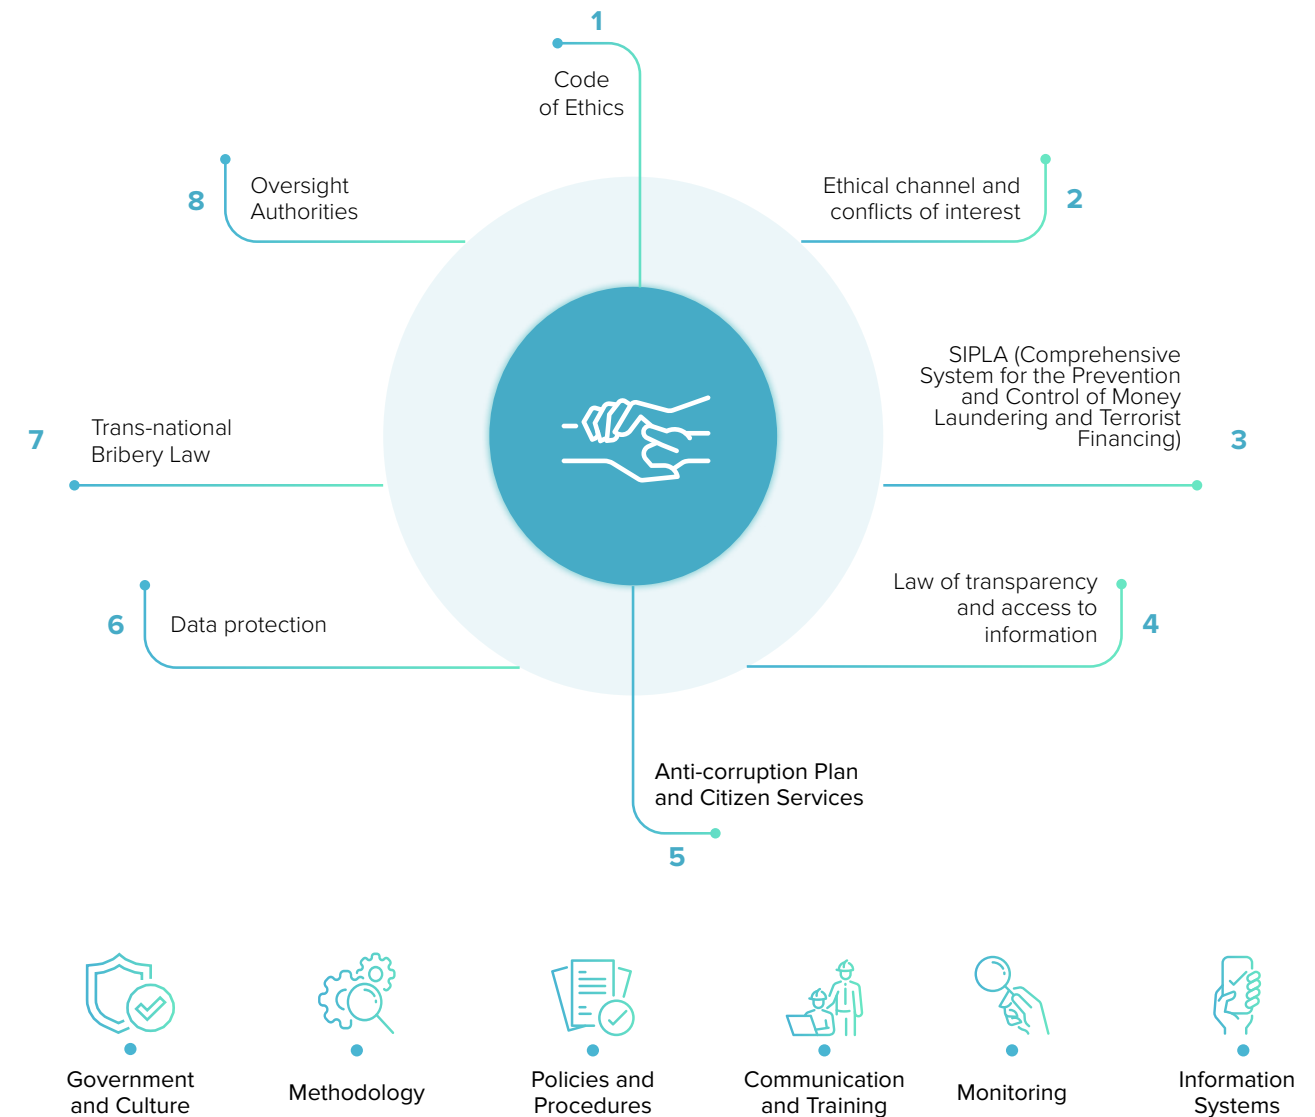 1
Code
of Ethics
8
Oversight
Authorities
Ethical channel and
conflicts of interest
2
SIPLA (Comprehensive
System for the Prevention
and Control of Money
Laundering and Terrorist
Financing)
3
7
Trans-national
Bribery Law
Law of transparency
and access to
information
4
6
Data protection
Anti-corruption Plan
and Citizen Services
5
Government
and Culture
Methodology
Policies and
Procedures
Communication
and Training
Monitoring
Information
Systems